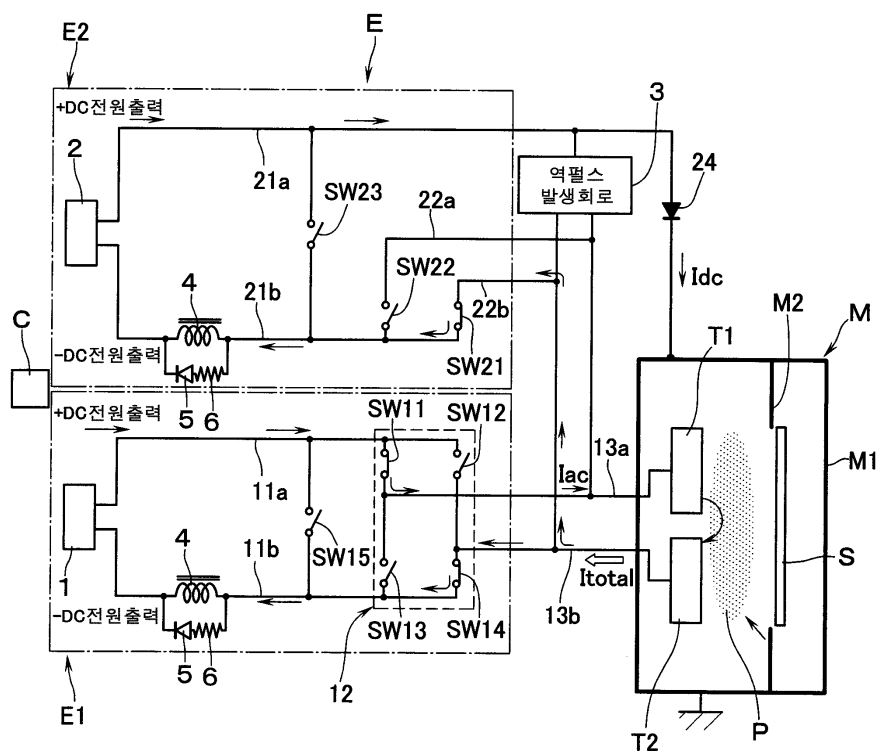 E2
E
+DC전원출력
3
2
21a
역펄스
발생회로
24
SW23
22a
SW22
Idc
4
21b
22b
M2
M
C
T1
-DC전원출력
SW21
5
6
+DC전원출력
SW11
SW12
13a
M1
11a
Iac
1
4
11b
SW15
S
Itotal
-DC전원출력
SW13
SW14
13b
5
6
12
E1
T2
P